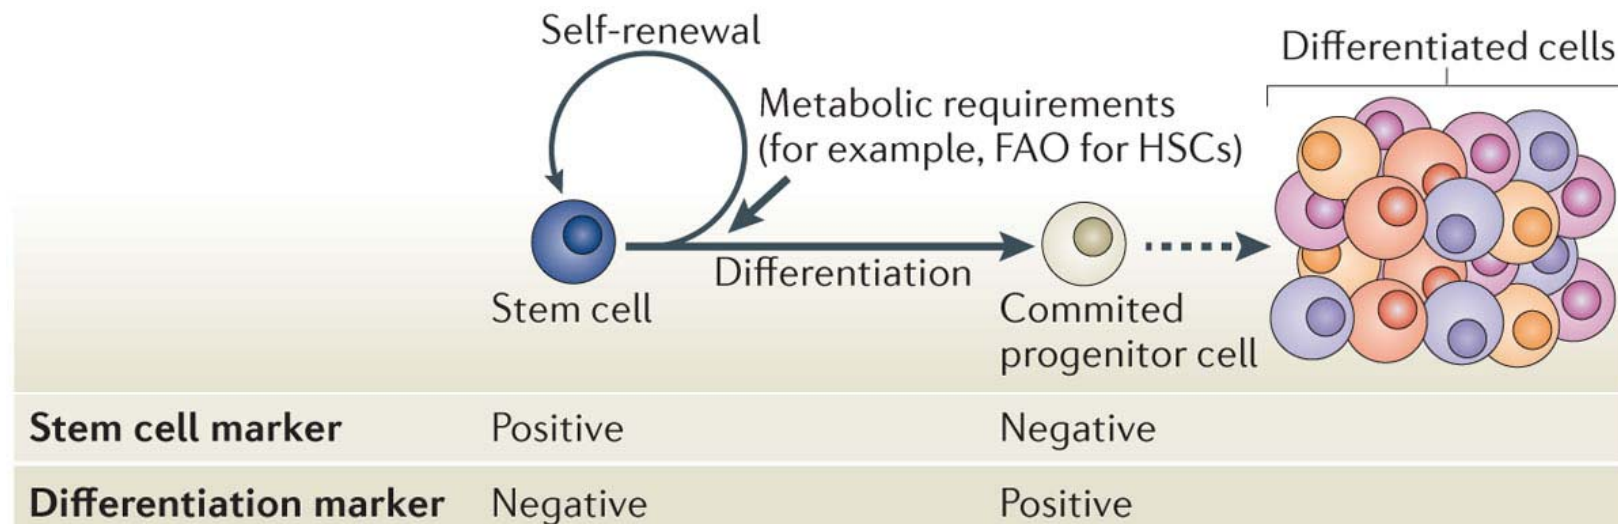 Self-renewal
Differentiated cells
Metabolic requirements
(for example, FAO for HSCs)
Differentiation
Stem cell
Commited
progenitor cell
Stem cell marker Positive Negative
Differentiation marker Negative Positive